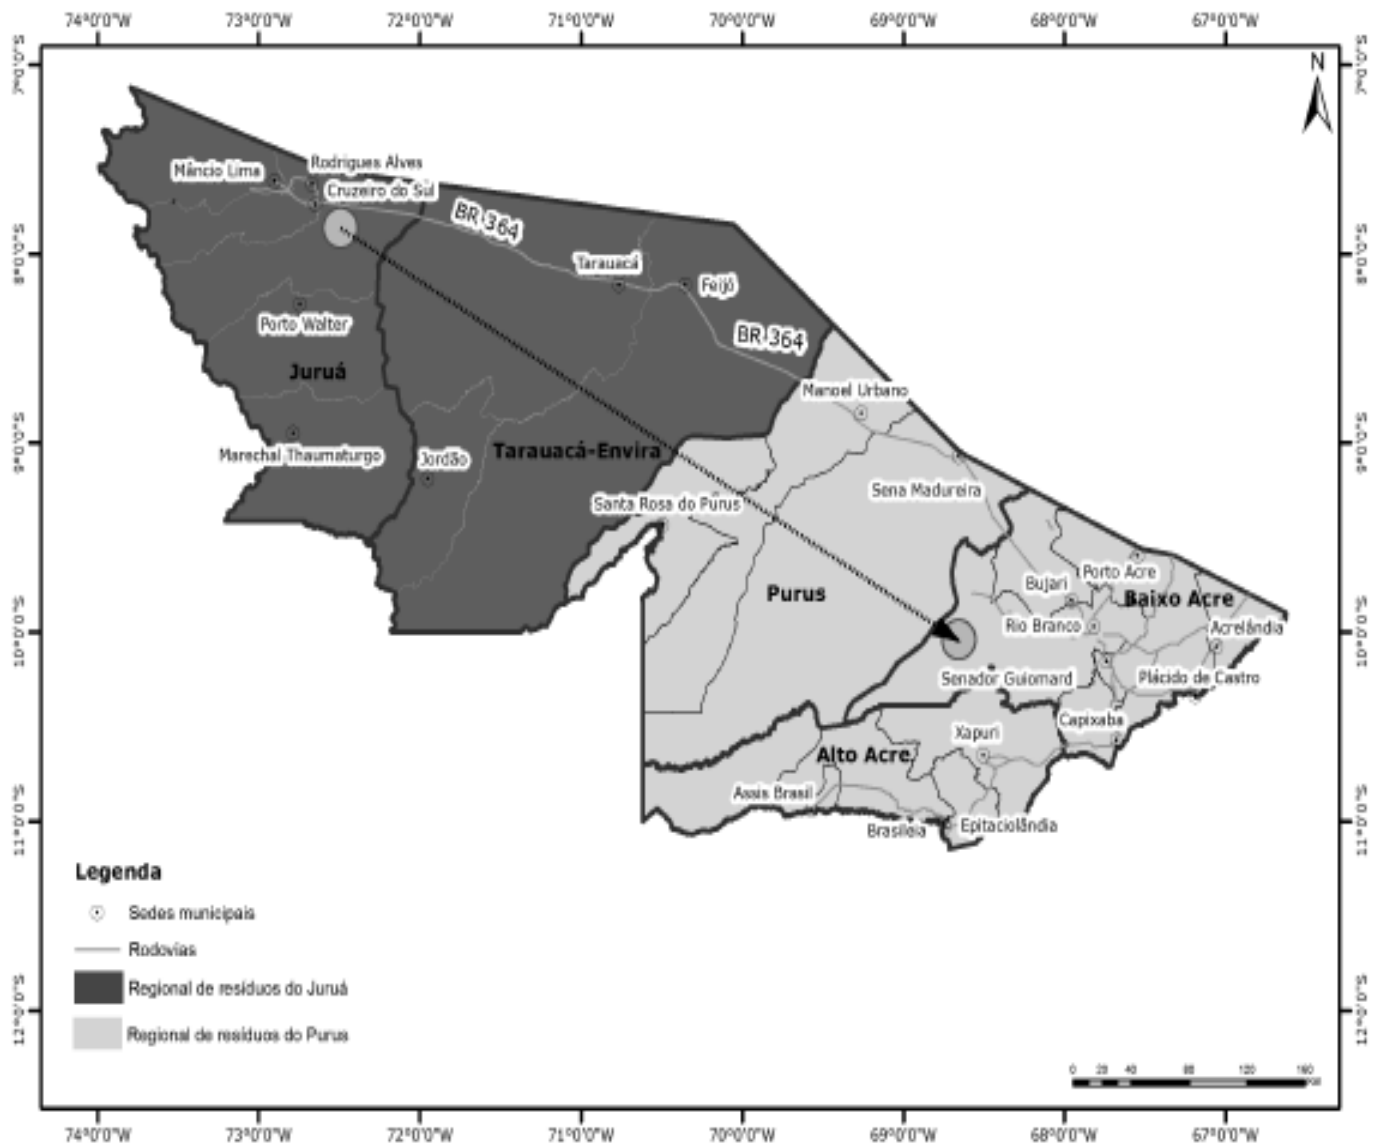 74°0'0"W 73°0'0"W 72°0'0"W 71°0'0"W 70°0'0"W 69°0'0"W 68°0'0"W 67°0'0"W
7°0'0"S
7°0'0"S
N
Mâncio Lima
Rodrigues Alves
Cruzeiro do Sul
BR 364
8°0'0"S
8°0'0"S
Tarauacá
Feijó
Porto Walter
BR 364
Juruá
Manoel Urbano
9°0'0"S
9°0'0"S
Marechal Thaumaturgo
Jordão
Tarauacá-Envira
Sena Madureira
Santa Rosa do Purus
Purus
Bujari
Porto Acre
Baixo Acre
10°0'0"S
10°0'0"S
Rio Branco
Acrelândia
Senador Guiomard
Plácido de Castro
Capixaba
Xapuri
Alto Acre
Assis Brasil
11°0'0"S
11°0'0"S
Brasileia
Epitaciolândia
Legenda
Sedes municipais
Rodovias
Regional de resíduos do Juruá
Regional de resíduos do Purus
12°0'0"S
12°0'0"S
0 20 40 80 120 160
74°0'0"W 73°0'0"W 72°0'0"W 71°0'0"W 70°0'0"W 69°0'0"W 68°0'0"W 67°0'0"W